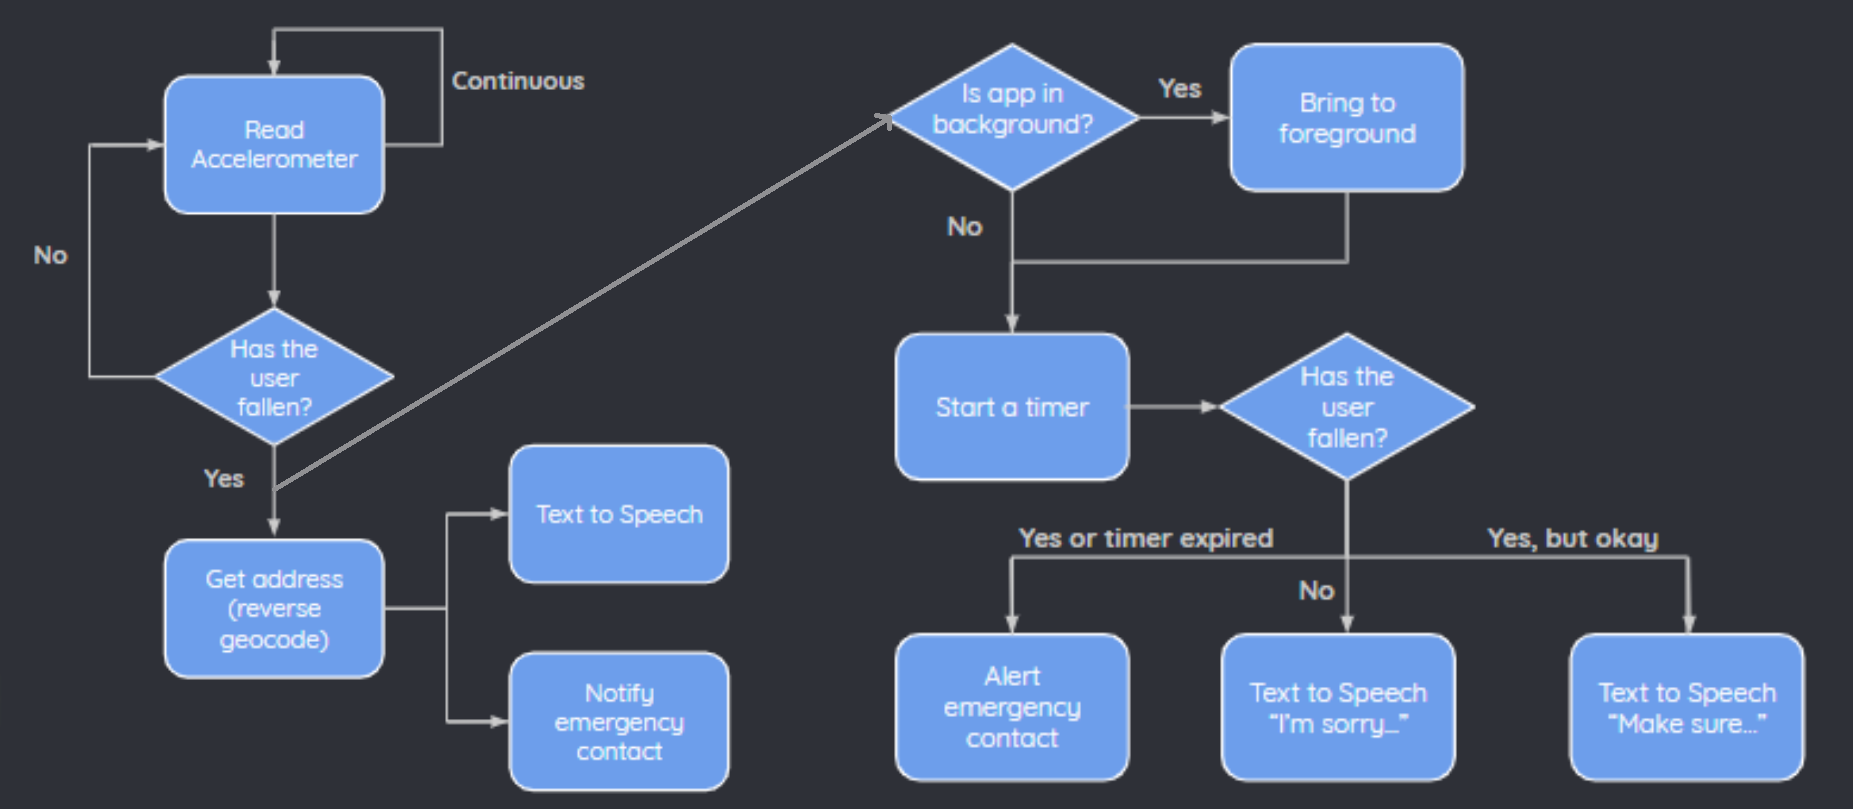 Continuous
Read
Accelerometer
No
Has the
user
fallen?
Yes
Get address
(reverse
geocode)
Text to Speech
Notify
emergency
contact
Is app in
background?
Yes
Bring to
foreground
No
Start a timer
Has the
user
fallen?
Yes or timer expired
No
Yes, but okay
Alert
emergency
contact
Text to Speech
“I’m sorry...”
Text to Speech
“Make sure...”